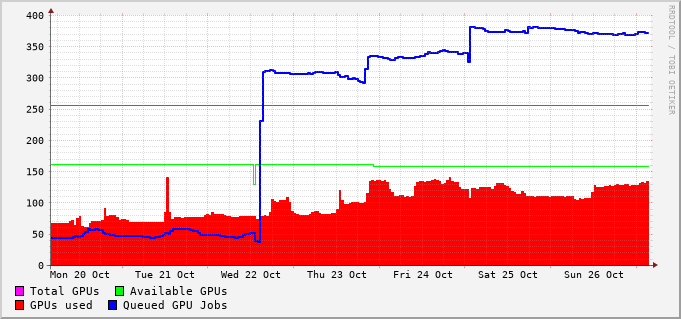 400
350
300
250
200
150
100
50
0
Mon 20 Oct Tue 21 Oct Wed 22 Oct Thu 23 Oct Fri 24 Oct Sat 25 Oct Sun 26 Oct
Total GPUs Available GPUs
GPUs used Queued GPU Jobs
RRDTOOL / TOBI OETIKER